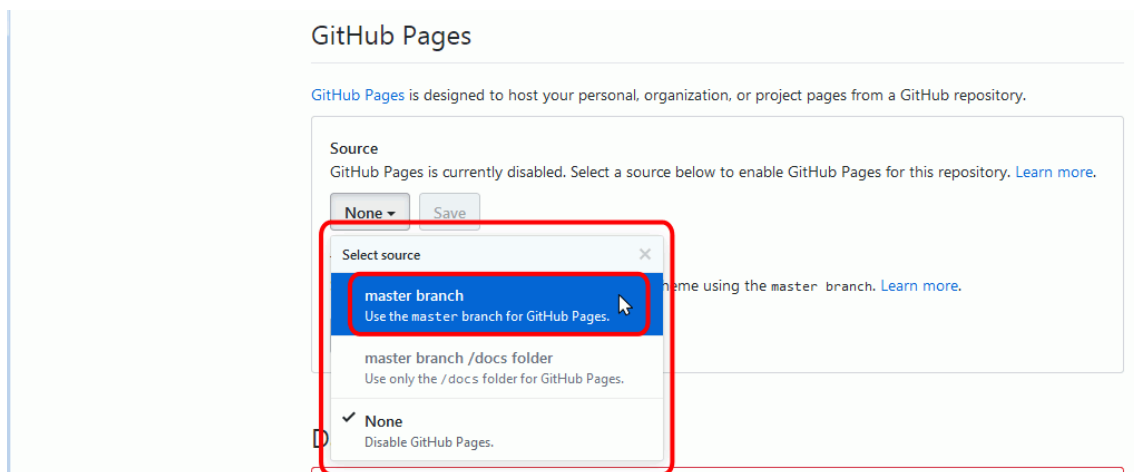 GitHub Pages
GitHub Pages is designed to host your personal, organization, or project pages from a GitHub repository.
Source
GitHub Pages is currently disabled. Select a source below to enable GitHub Pages for this repository. Learn more.
None Save
Select source
master branch
Use the master branch for GitHub Pages.
using the master branch. Learn more.
master branch /docs folder
Use only the /docs folder for GitHub Pages.
None
Disable GitHub Pages.